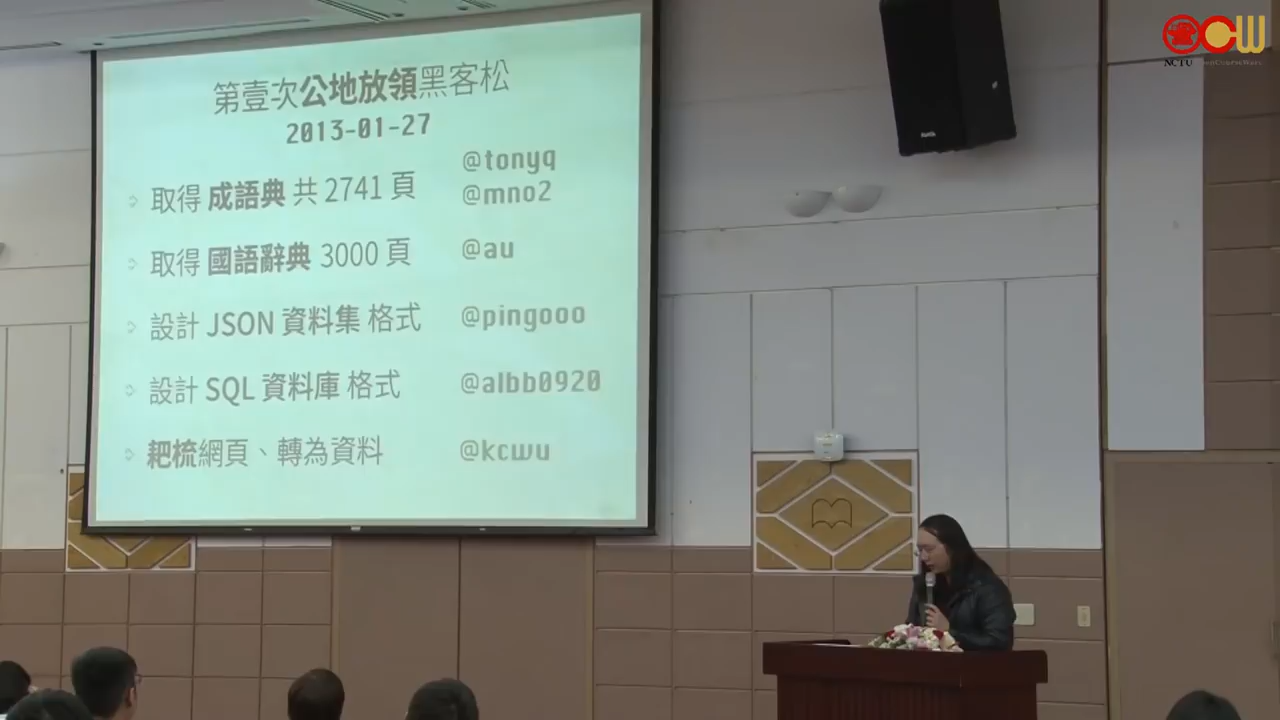 第壹次公地放領黑客松
2013-01-27
取得 成語典 共 2741 頁 @tonyq
@mno2
取得 國語辭典 3000 頁 @au
設計 JSON 資料集 格式 @pingooo
設計 SQL 資料庫 格式 @albb0920
耙梳網頁、轉為資料 @kcwu
OCW
NCTU OpenCourseWare